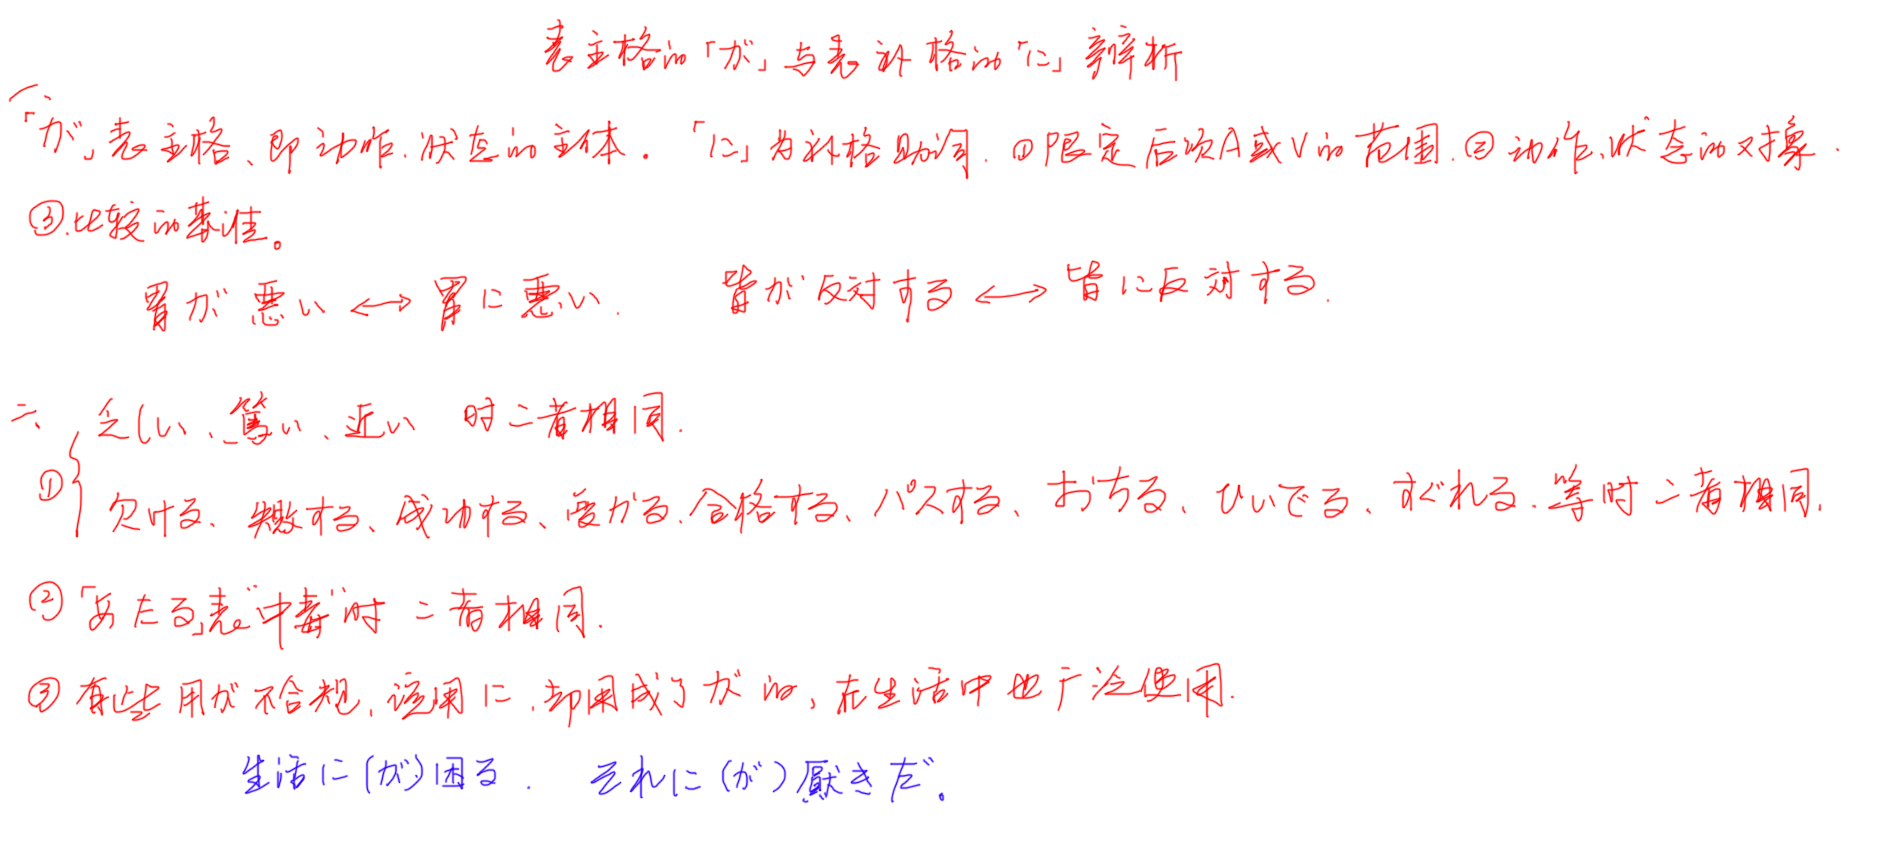 表主格的「が」与表补格的「に」辨析
一、
「が」表主格、即动作、状态的主体。「に」为补格助词.①限定后项A或V的范围.②动作、状态的对象.
③.比较的基准。
胃が悪い ←→ 胃に悪い. 皆が反対する ←→ 皆に反対する.
二、
乏しい、篤い、近い 时二者相同.
① 欠ける、 する、成功する、受かる、合格する、パスする、おちる、ひいでる、すぐれる.等时二者相同.
②「あたる」表“中毒”时二者相同.
③有些用が不合规,该用に,却用成了が的,在生活中也广泛使用.
生活に(が)困る. それに(が)厭きだ。